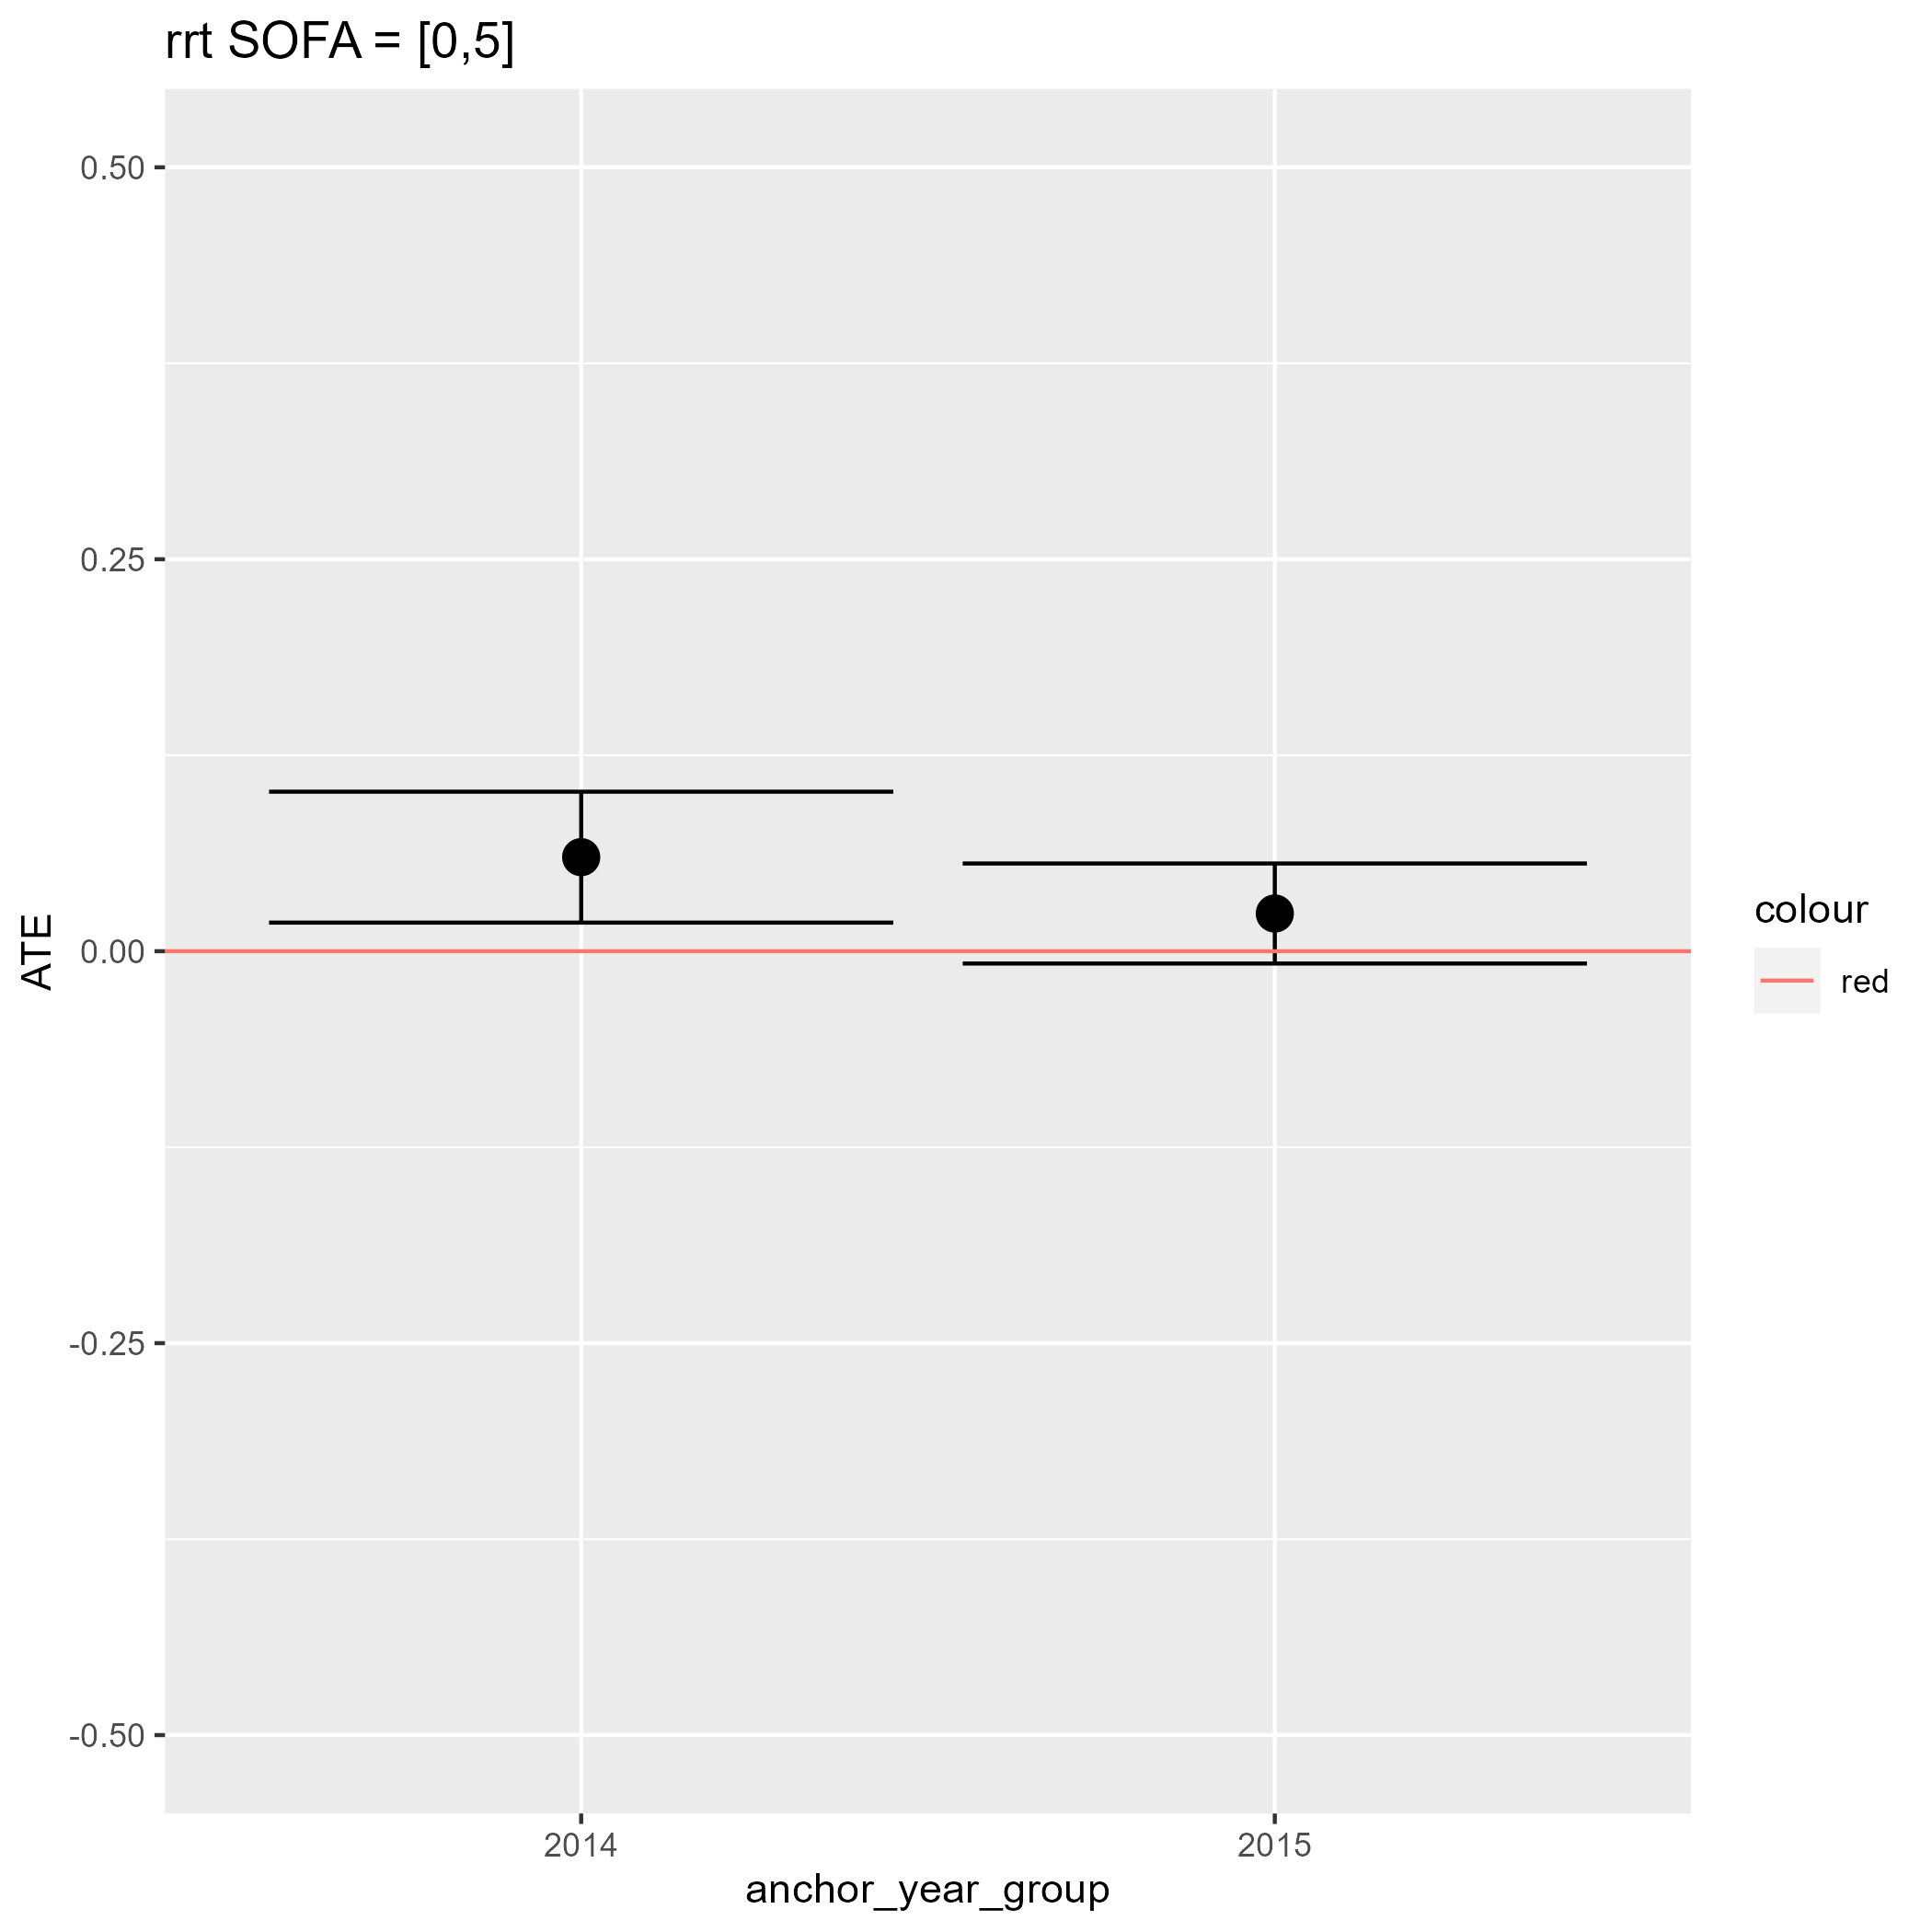 rrt SOFA = [0,5]
0.50
0.25
0.00
-0.25
-0.50
ATE
2014
2015
anchor_year_group
colour
red